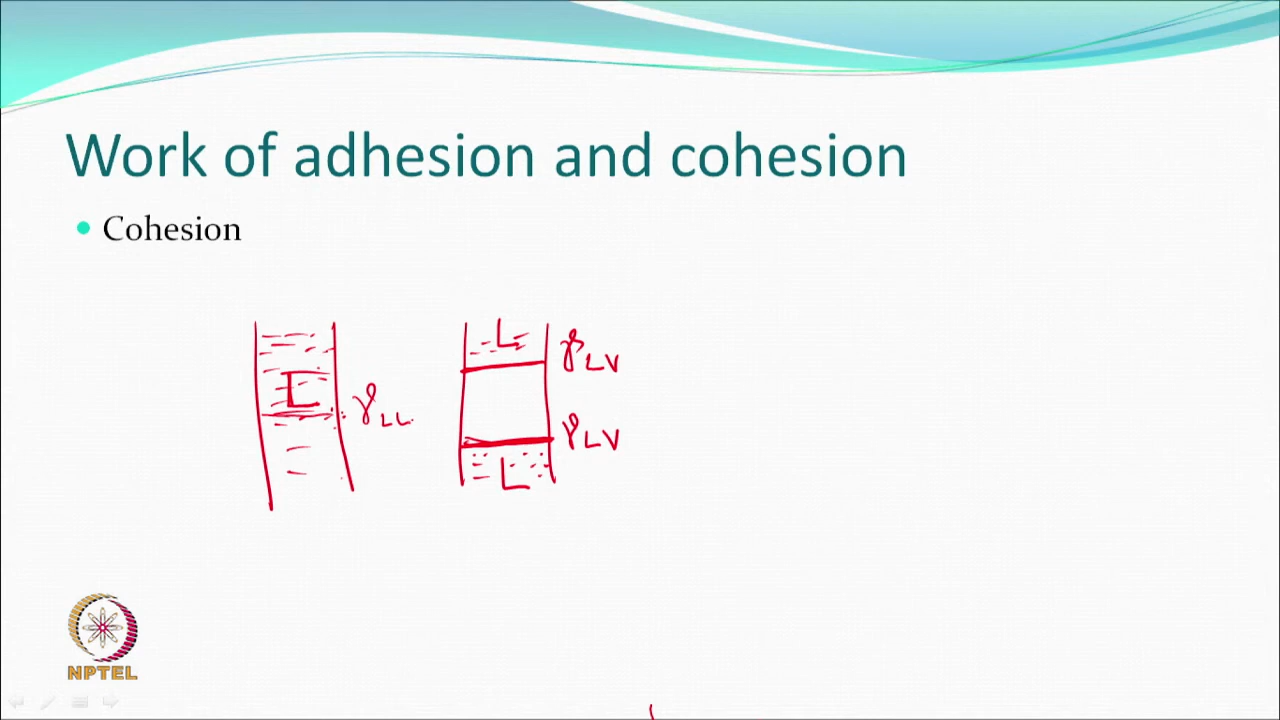 Work of adhesion and cohesion
Cohesion
L
γLL
L
γLV
γLV
L
NPTEL